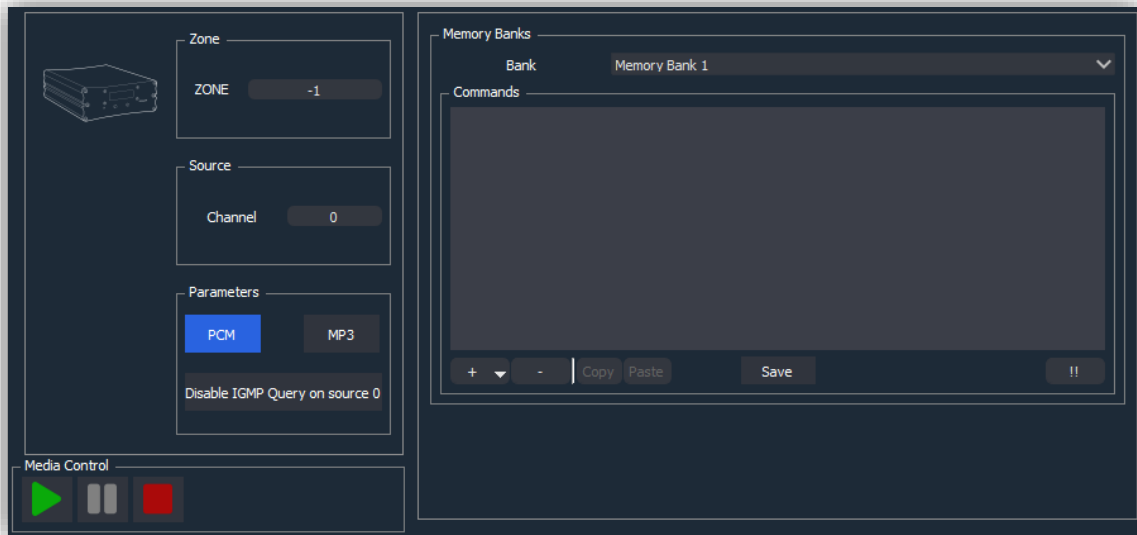 Zone
ZONE -1
Source
Channel 0
Parameters
PCM MP3
Disable IGMP Query on source 0
Media Control
Memory Banks
Bank Memory Bank 1
Commands
+ - Copy Paste Save !!